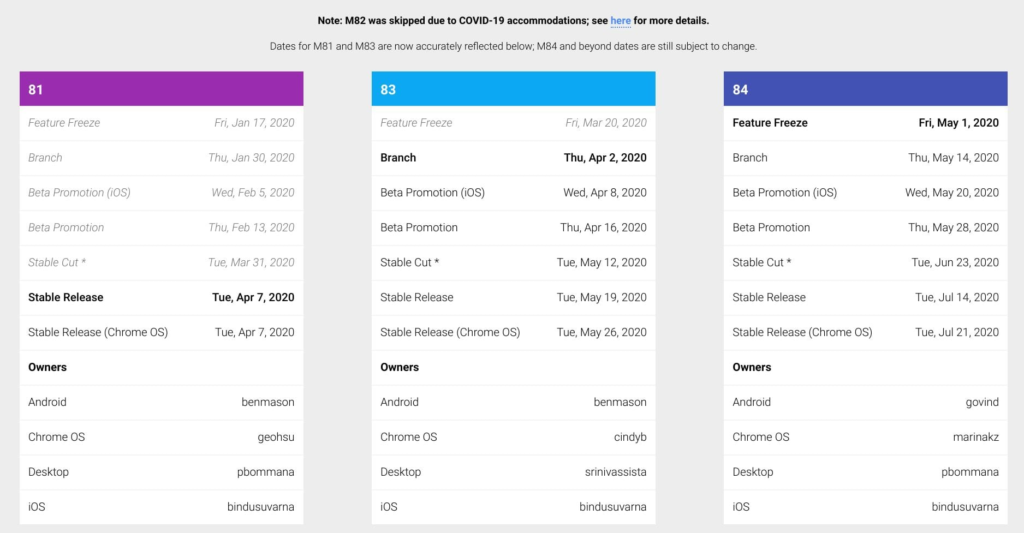 Note: M82 was skipped due to COVID-19 accommodations; see here for more details.
Dates for M81 and M83 are now accurately reflected below; M84 and beyond dates are still subject to change.
81
Feature Freeze Fri, Jan 17, 2020
Branch Thu, Jan 30, 2020
Beta Promotion (iOS) Wed, Feb 5, 2020
Beta Promotion Thu, Feb 13, 2020
Stable Cut * Tue, Mar 31, 2020
Stable Release Tue, Apr 7, 2020
Stable Release (Chrome OS) Tue, Apr 7, 2020
Owners
Android benmason
Chrome OS geohsu
Desktop pbommana
iOS bindusuvarna
83
Feature Freeze Fri, Mar 20, 2020
Branch Thu, Apr 2, 2020
Beta Promotion (iOS) Wed, Apr 8, 2020
Beta Promotion Thu, Apr 16, 2020
Stable Cut * Tue, May 12, 2020
Stable Release Tue, May 19, 2020
Stable Release (Chrome OS) Tue, May 26, 2020
Owners
Android benmason
Chrome OS cindyb
Desktop srinivassista
iOS bindusuvarna
84
Feature Freeze Fri, May 1, 2020
Branch Thu, May 14, 2020
Beta Promotion (iOS) Wed, May 20, 2020
Beta Promotion Thu, May 28, 2020
Stable Cut * Tue, Jun 23, 2020
Stable Release Tue, Jul 14, 2020
Stable Release (Chrome OS) Tue, Jul 21, 2020
Owners
Android govind
Chrome OS marinakz
Desktop pbommana
iOS bindusuvarna